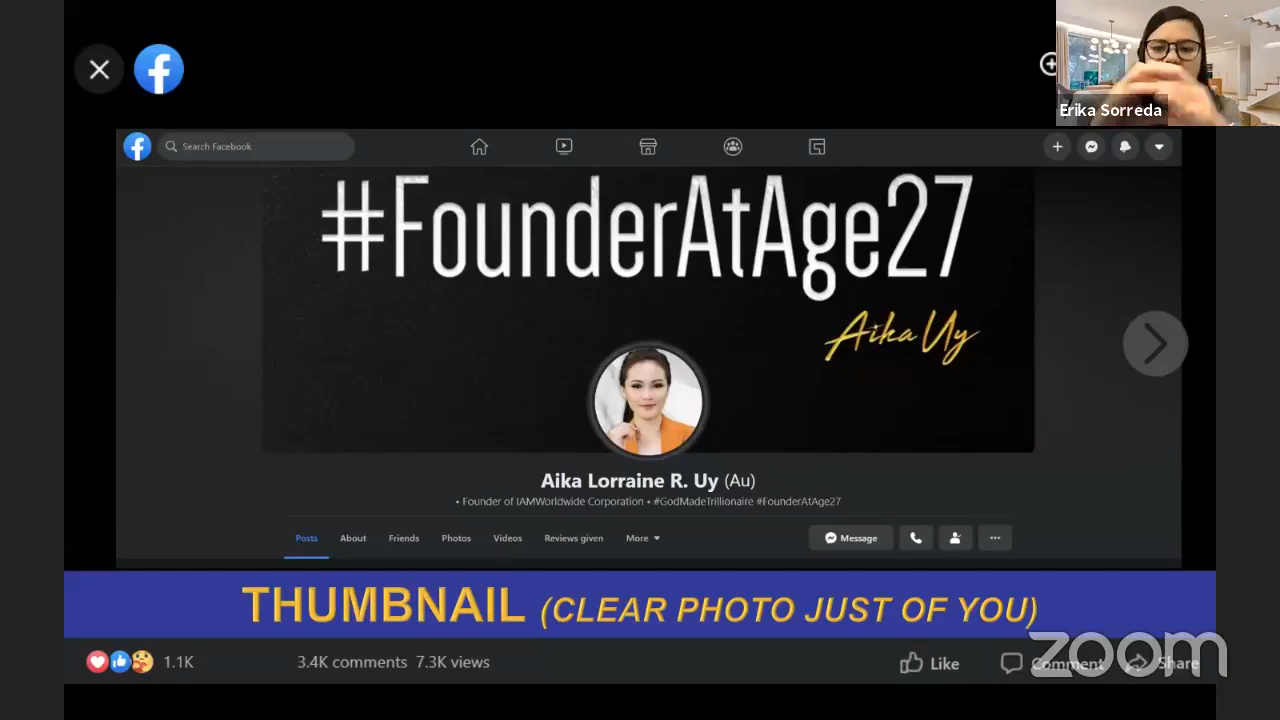 Erika Sorreda
Search Facebook
#FounderAtAge27
Aika Uy
Aika Lorraine R. Uy (Au)
• Founder of IAMWorldwide Corporation • #GodMadeTrillionaire #FounderAtAge27
Posts About Friends Photos Videos Reviews given More
Message
THUMBNAIL (CLEAR PHOTO JUST OF YOU)
1.1K 3.4K comments 7.3K views Like Comment Share
zoom